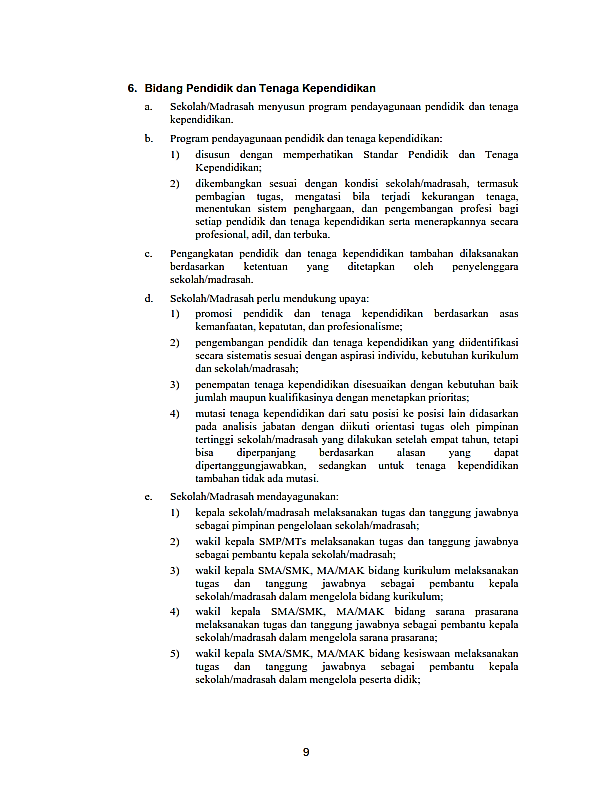 6. Bidang Pendidik dan Tenaga Kependidikan
a. Sekolah/Madrasah menyusun program pendayagunaan pendidik dan tenaga
kependidikan.
b. Program pendayagunaan pendidik dan tenaga kependidikan:
1) disusun dengan memperhatikan Standar Pendidik dan Tenaga
Kependidikan;
2) dikembangkan sesuai dengan kondisi sekolah/madrasah, termasuk
pembagian tugas, mengatasi bila terjadi kekurangan tenaga,
menentukan sistem penghargaan, dan pengembangan profesi bagi
setiap pendidik dan tenaga kependidikan serta menerapkannya secara
profesional, adil, dan terbuka.
c. Pengangkatan pendidik dan tenaga kependidikan tambahan dilaksanakan
berdasarkan ketentuan yang ditetapkan oleh penyelenggara
sekolah/madrasah.
d. Sekolah/Madrasah perlu mendukung upaya:
1) promosi pendidik dan tenaga kependidikan berdasarkan asas
kemanfaatan, kepatutan, dan profesionalisme;
2) pengembangan pendidik dan tenaga kependidikan yang diidentifikasi
secara sistematis sesuai dengan aspirasi individu, kebutuhan kurikulum
dan sekolah/madrasah;
3) penempatan tenaga kependidikan disesuaikan dengan kebutuhan baik
jumlah maupun kualifikasinya dengan menetapkan prioritas;
4) mutasi tenaga kependidikan dari satu posisi ke posisi lain didasarkan
pada analisis jabatan dengan diikuti orientasi tugas oleh pimpinan
tertinggi sekolah/madrasah yang dilakukan setelah empat tahun, tetapi
bisa diperpanjang berdasarkan alasan yang dapat
dipertanggungjawabkan, sedangkan untuk tenaga kependidikan
tambahan tidak ada mutasi.
e. Sekolah/Madrasah mendayagunakan:
1) kepala sekolah/madrasah melaksanakan tugas dan tanggung jawabnya
sebagai pimpinan pengelolaan sekolah/madrasah;
2) wakil kepala SMP/MTs melaksanakan tugas dan tanggung jawabnya
sebagai pembantu kepala sekolah/madrasah;
3) wakil kepala SMA/SMK, MA/MAK bidang kurikulum melaksanakan
tugas dan tanggung jawabnya sebagai pembantu kepala
sekolah/madrasah dalam mengelola bidang kurikulum;
4) wakil kepala SMA/SMK, MA/MAK bidang sarana prasarana
melaksanakan tugas dan tanggung jawabnya sebagai pembantu kepala
sekolah/madrasah dalam mengelola sarana prasarana;
5) wakil kepala SMA/SMK, MA/MAK bidang kesiswaan melaksanakan
tugas dan tanggung jawabnya sebagai pembantu kepala
sekolah/madrasah dalam mengelola peserta didik;
9